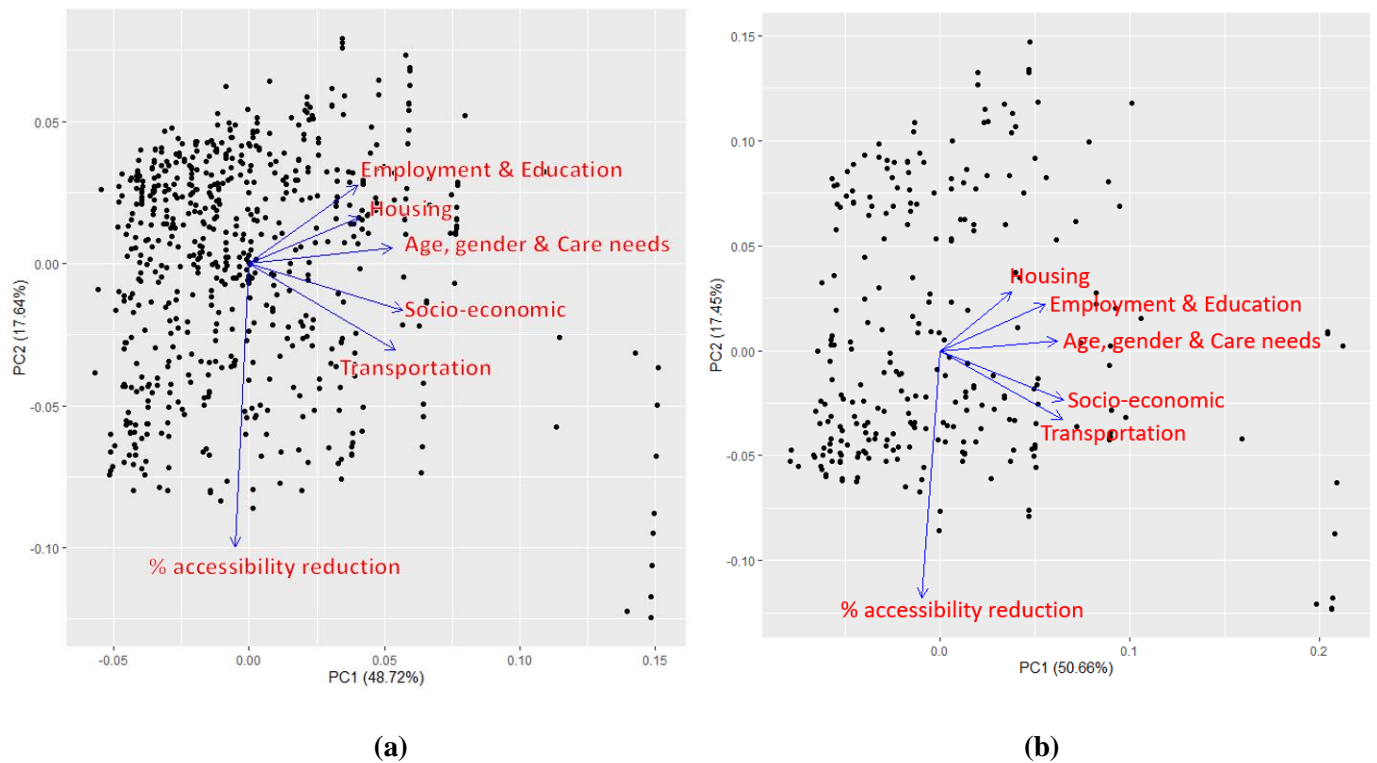 0.05
0.00
-0.05
-0.10
PC2 (17.64%)
Employment & Education
Housing
Age, gender & Care needs
Socio-economic
Transportation
% accessibility reduction
-0.05
0.00
0.05
0.10
0.15
PC1 (48.72%)
(a)
0.15
0.10
0.05
0.00
-0.05
-0.10
PC2 (17.45%)
Housing
Employment & Education
Age, gender & Care needs
Socio-economic
Transportation
% accessibility reduction
0.0
0.1
0.2
PC1 (50.66%)
(b)